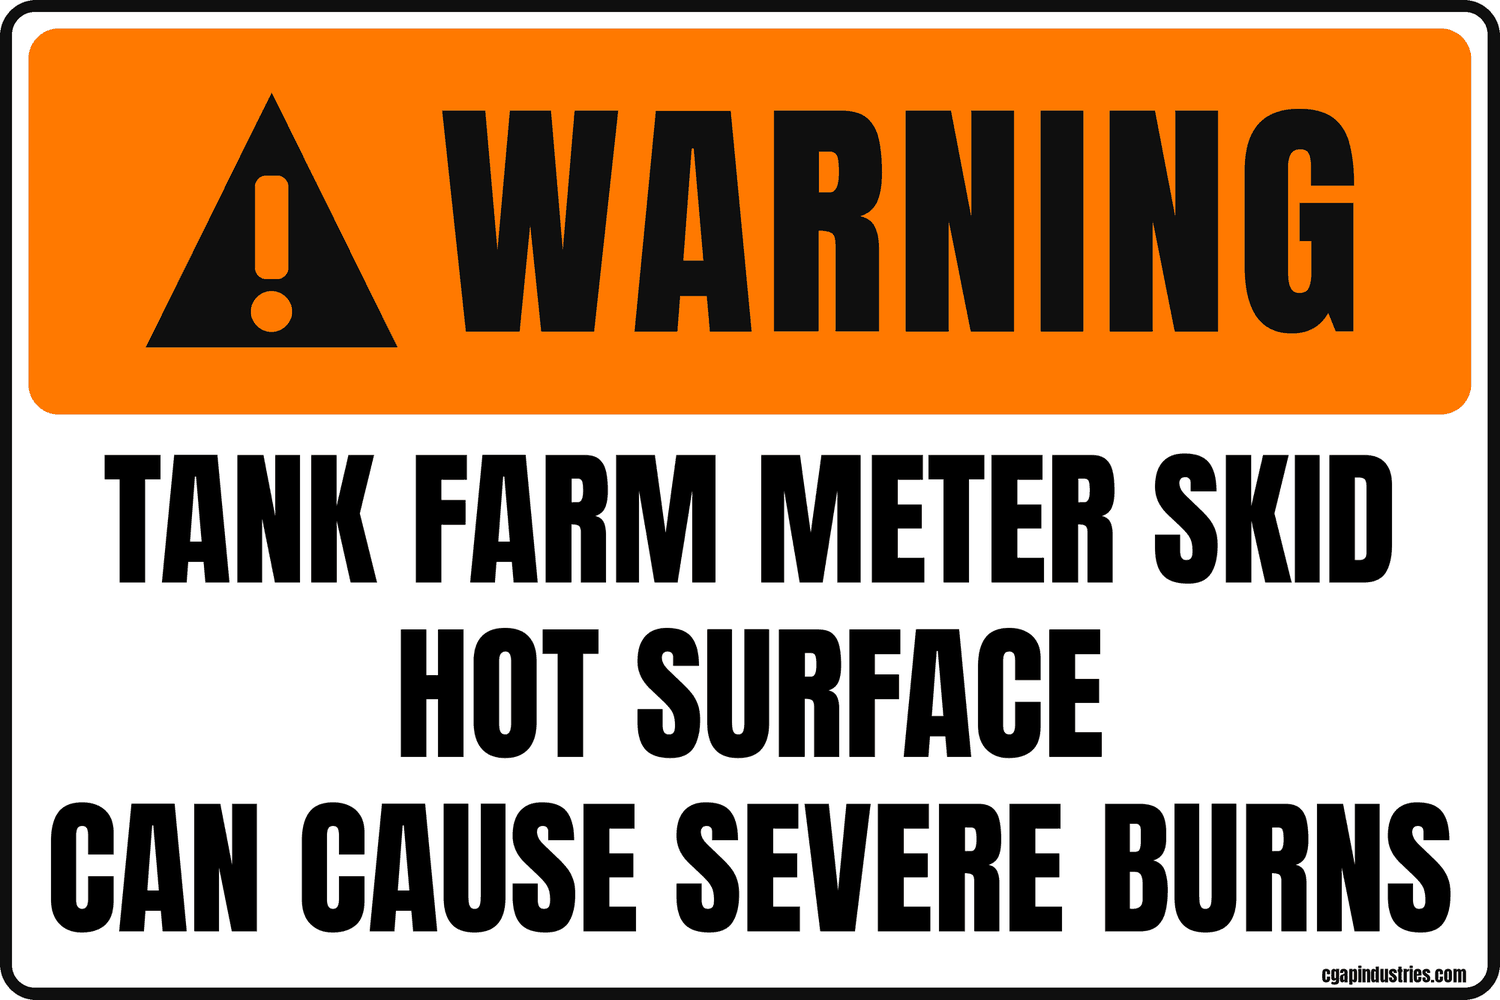 WARNING
TANK FARM METER SKID
HOT SURFACE
CAN CAUSE SEVERE BURNS
cgapindustries.com